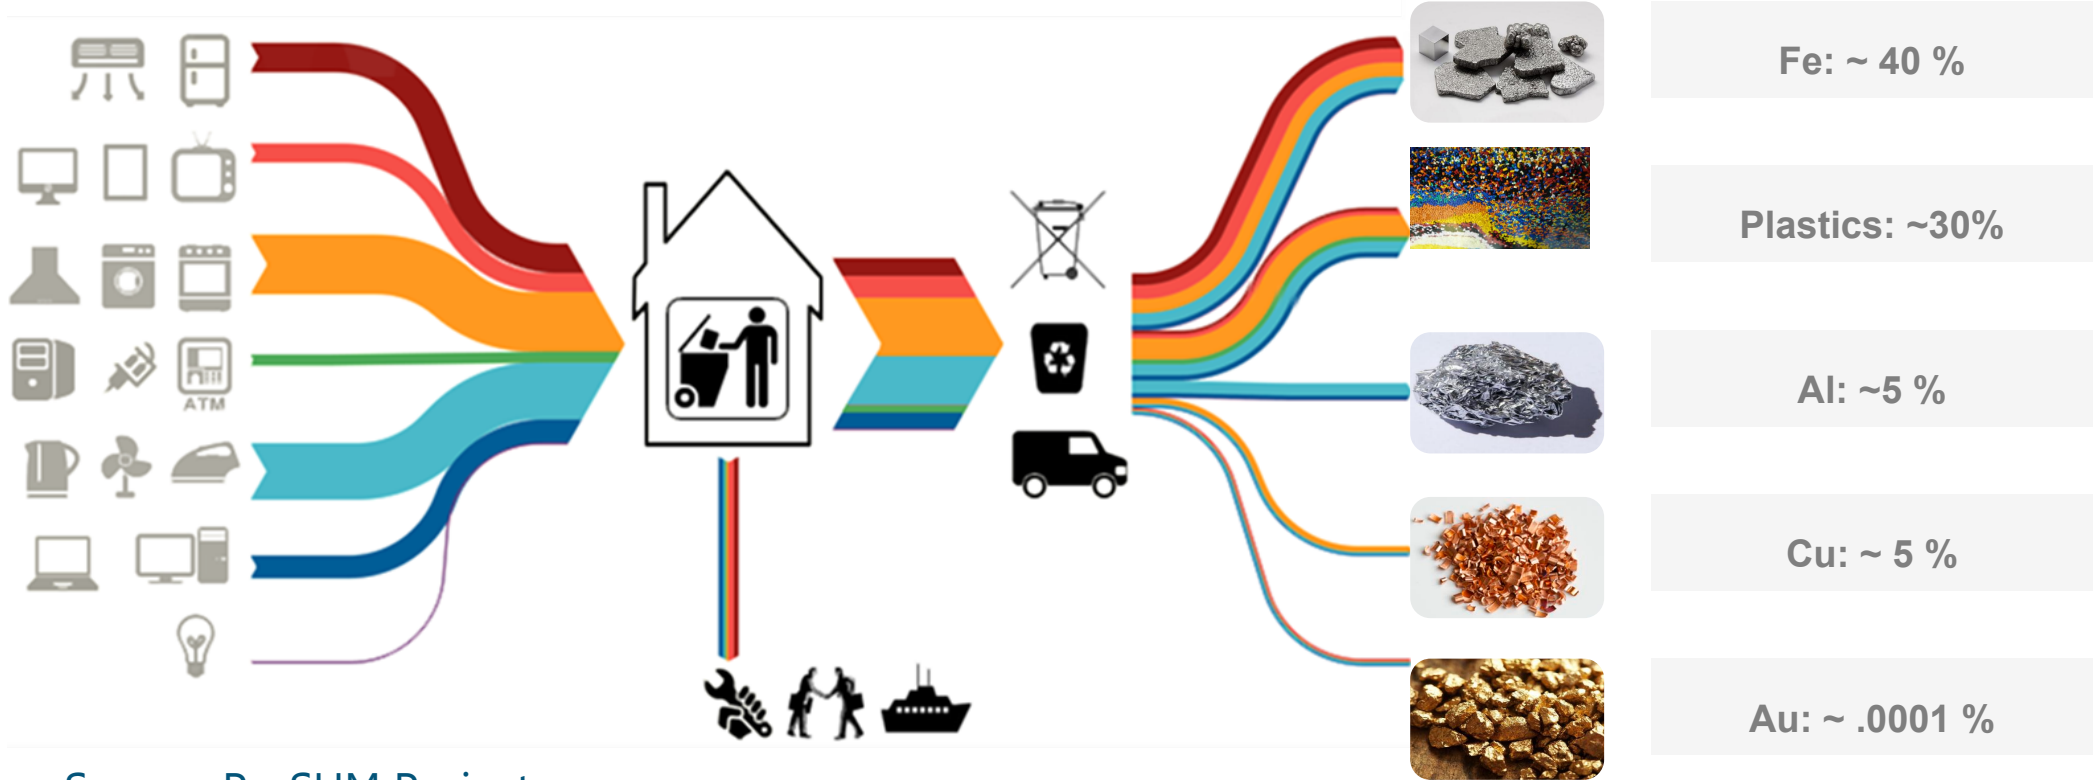 Fe: ~ 40 %
Plastics: ~30%
Al: ~5 %
ATM
Cu: ~ 5 %
Au: ~ .0001 %